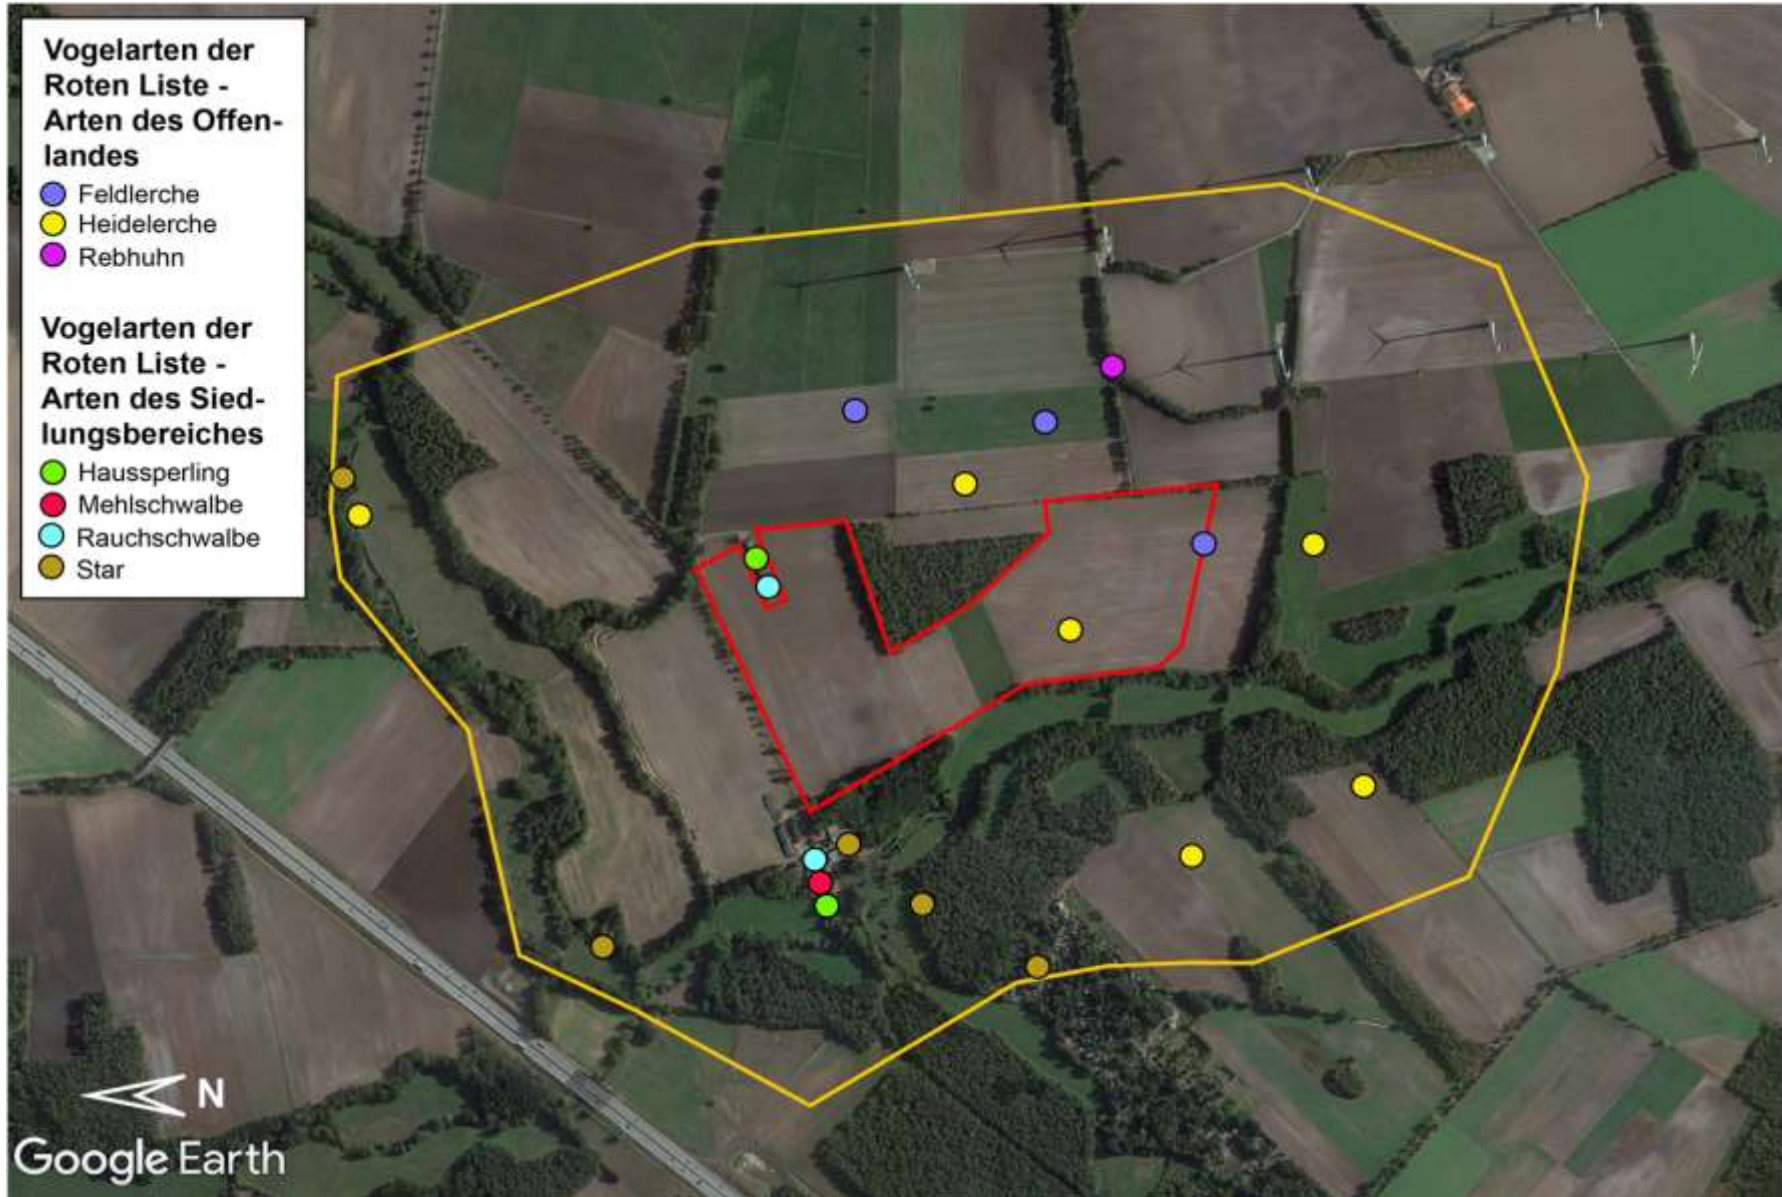 Vogelarten der
Roten Liste -
Arten des Offen-
landes
Feldlerche
Heidelerche
Rebhuhn
Vogelarten der
Roten Liste -
Arten des Sied-
lungsbereiches
Haussperling
Mehlschwalbe
Rauchschwalbe
Star
N
Google Earth